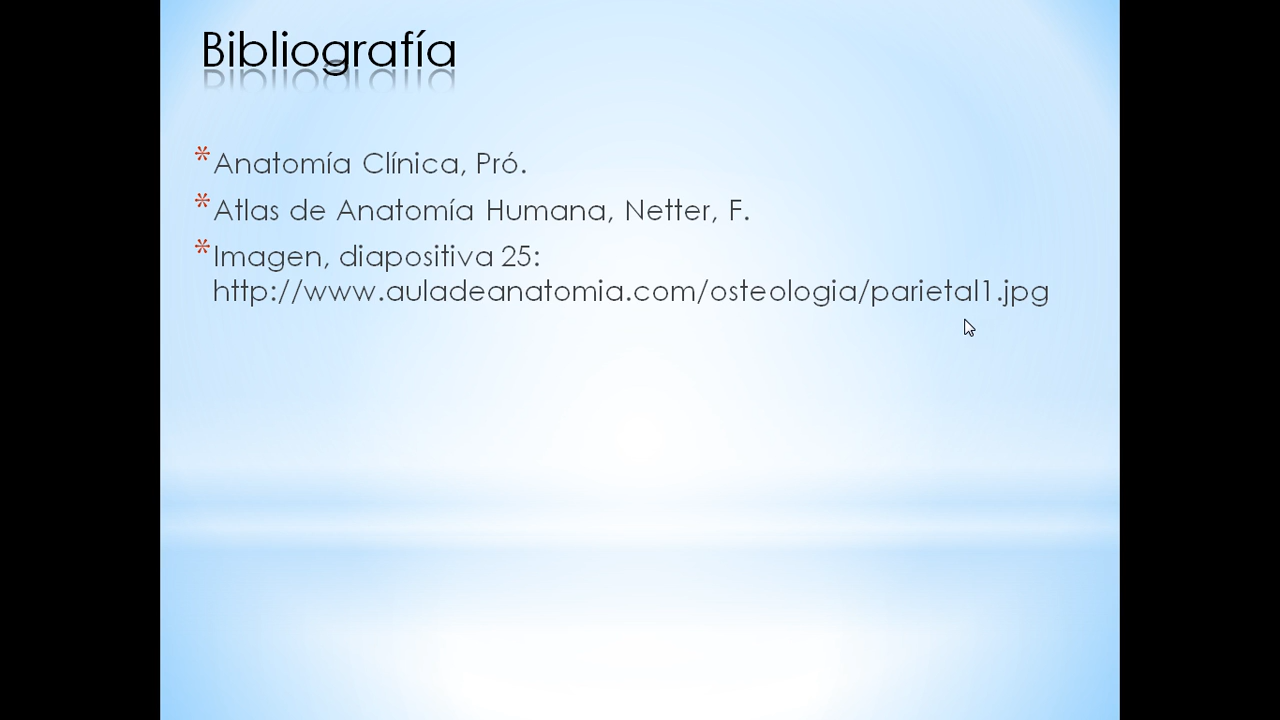 Bibliografía
* Anatomía Clínica, Pró.
* Atlas de Anatomía Humana, Netter, F.
* Imagen, diapositiva 25:
http://www.auladeanatomia.com/osteologia/parietal1.jpg